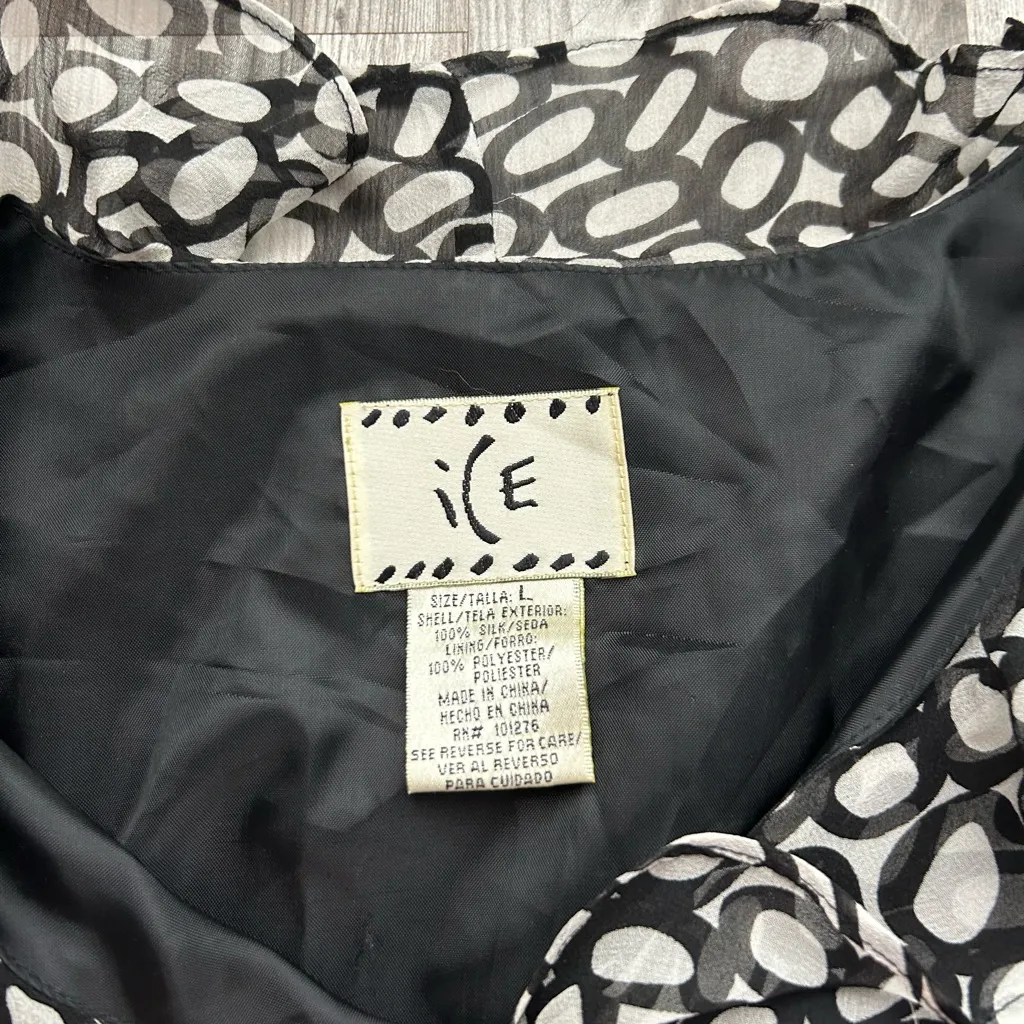 iCE
SIZE/TALLA: L
SHELL/TELA EXTERIOR:
100% SILK/SEDA
LINING/FORRO:
100% POLYESTER/
POLIESTER
MADE IN CHINA/
HECHO EN CHINA
RN# 101276
SEE REVERSE FOR CARE/
VER AL REVERSO
PARA CUIDADO